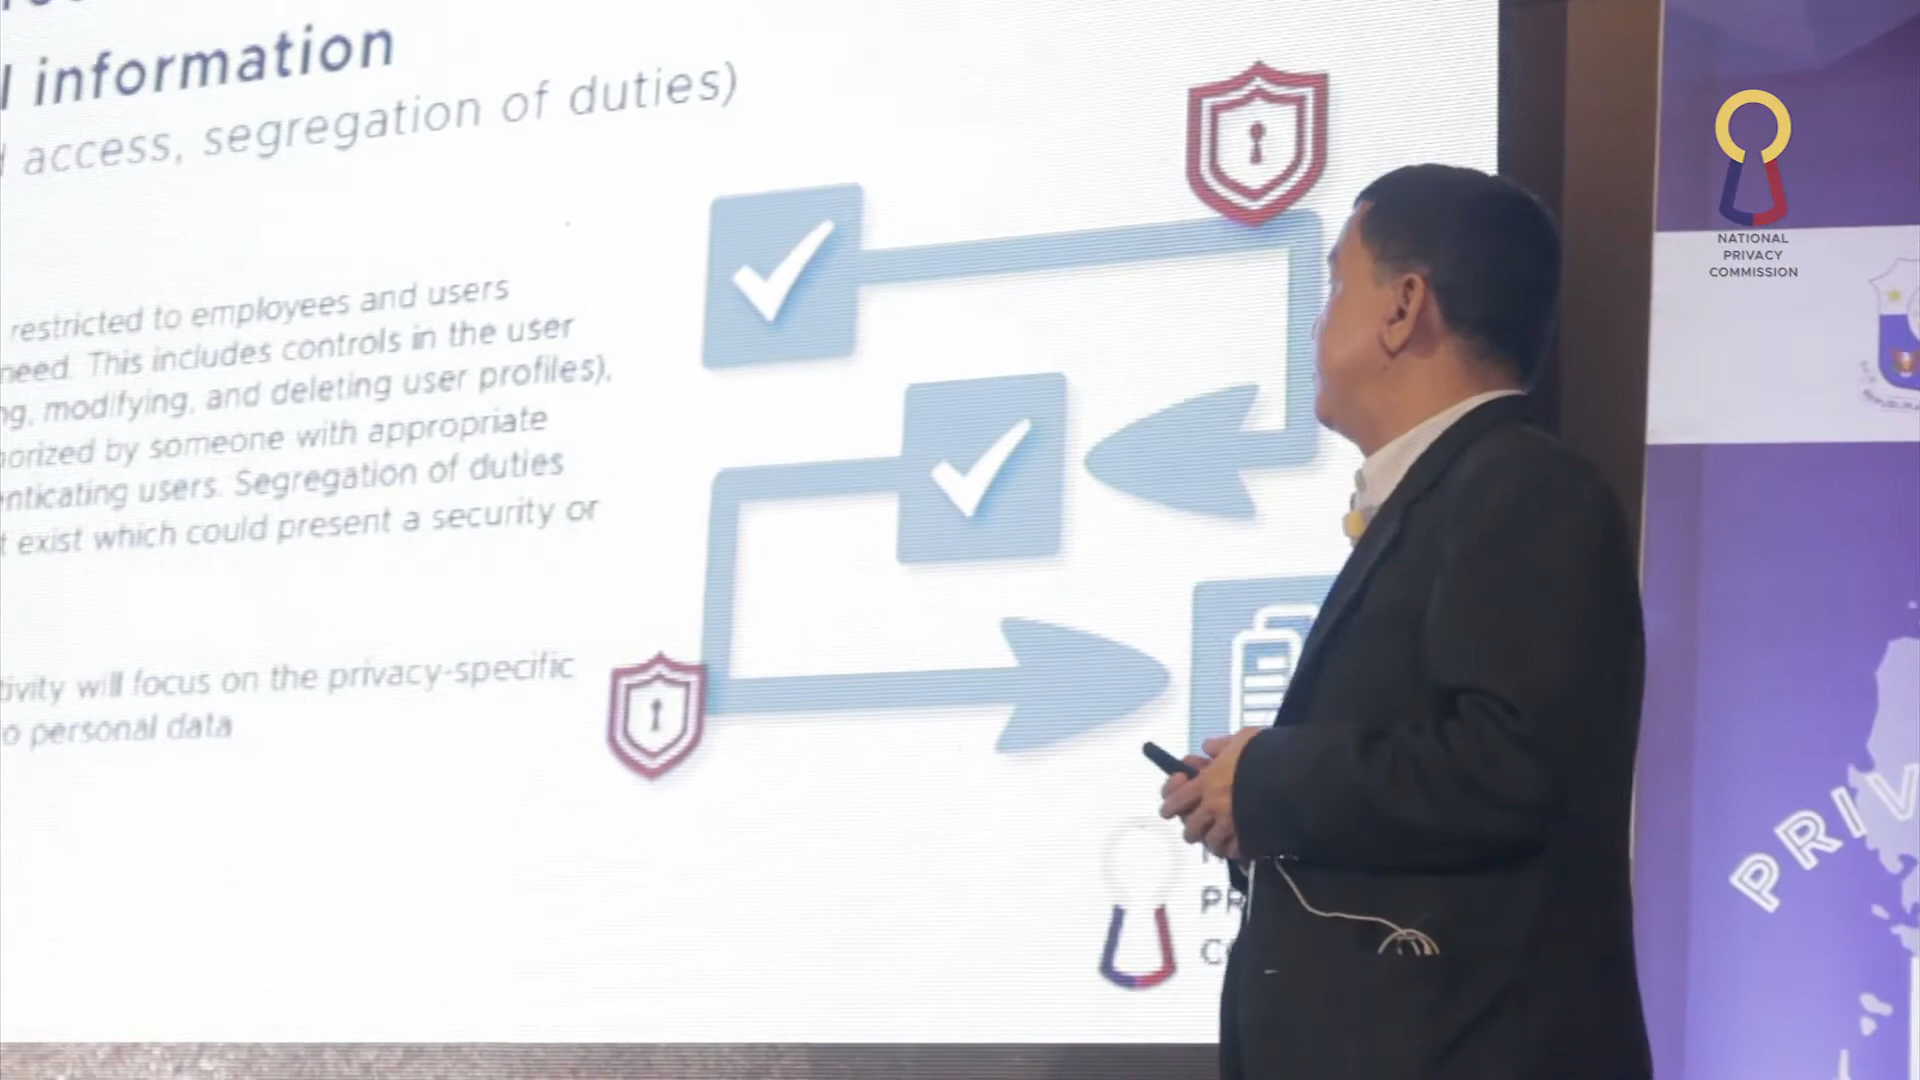 l information
access, segregation of duties)
restricted to employees and users
need. This includes controls in the user
ng, modifying, and deleting user profiles),
horized by someone with appropriate
enticating users. Segregation of duties
t exist which could present a security or
tivity will focus on the privacy-specific
o personal data
PR
C
NATIONAL
PRIVACY
COMMISSION
PRIV